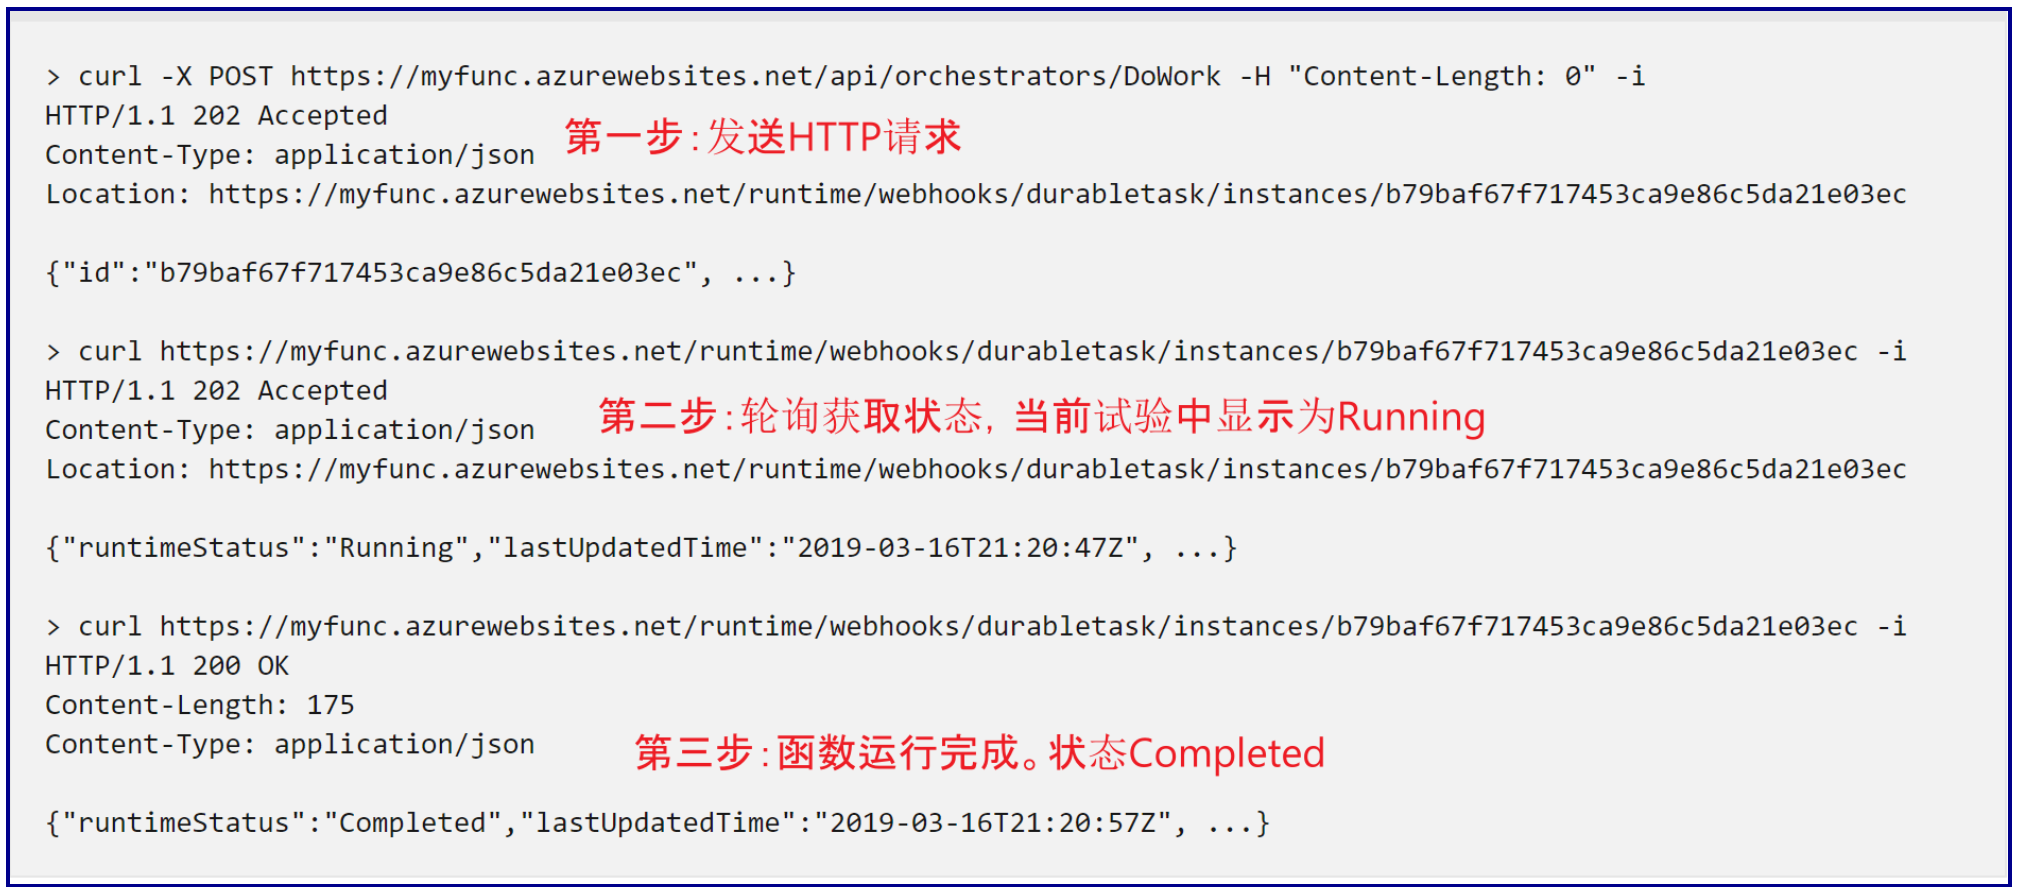 > curl -X POST https://myfunc.azurewebsites.net/api/orchestrators/DoWork -H "Content-Length: 0" -i
HTTP/1.1 202 Accepted
第一步:发送HTTP请求
Content-Type: application/json
Location: https://myfunc.azurewebsites.net/runtime/webhooks/durabletask/instances/b79baf67f717453ca9e86c5da21e03ec
{"id":"b79baf67f717453ca9e86c5da21e03ec", ...}
> curl https://myfunc.azurewebsites.net/runtime/webhooks/durabletask/instances/b79baf67f717453ca9e86c5da21e03ec -i
HTTP/1.1 202 Accepted
第二步:轮询获取状态, 当前试验中显示为Running
Content-Type: application/json
Location: https://myfunc.azurewebsites.net/runtime/webhooks/durabletask/instances/b79baf67f717453ca9e86c5da21e03ec
{"runtimeStatus":"Running","lastUpdatedTime":"2019-03-16T21:20:47Z", ...}
> curl https://myfunc.azurewebsites.net/runtime/webhooks/durabletask/instances/b79baf67f717453ca9e86c5da21e03ec -i
HTTP/1.1 200 OK
Content-Length: 175
Content-Type: application/json
第三步:函数运行完成。状态Completed
{"runtimeStatus":"Completed","lastUpdatedTime":"2019-03-16T21:20:57Z", ...}